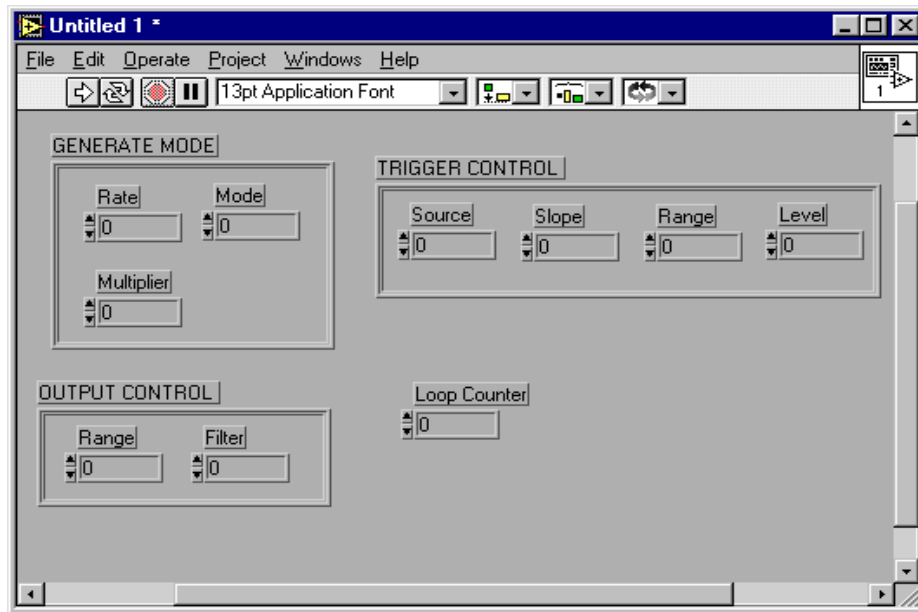 Untitled 1 *
File Edit Operate Project Windows Help
13pt Application Font
1
GENERATE MODE
Rate Mode
0 0
Multiplier
0
TRIGGER CONTROL
Source Slope Range Level
0 0 0 0
OUTPUT CONTROL
Range Filter
0 0
Loop Counter
0